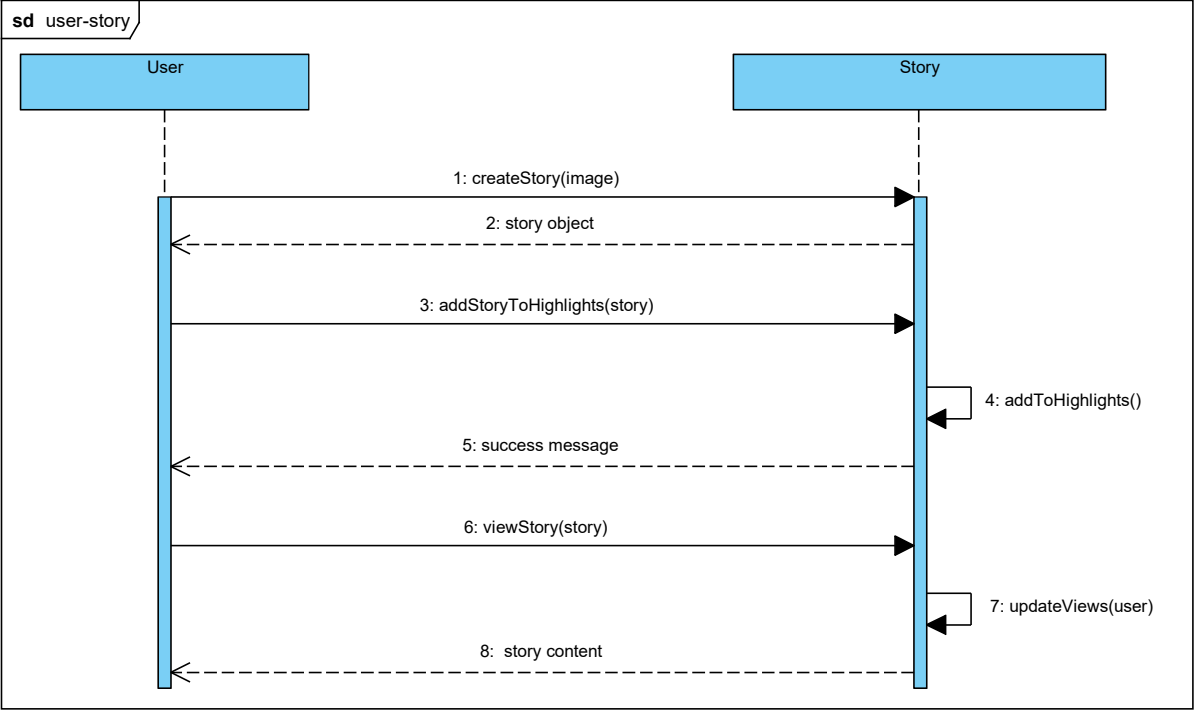 sd user-story
User
Story
1: createStory(image)
2: story object
3: addStoryToHighlights(story)
4: addToHighlights()
5: success message
6: viewStory(story)
7: updateViews(user)
8: story content